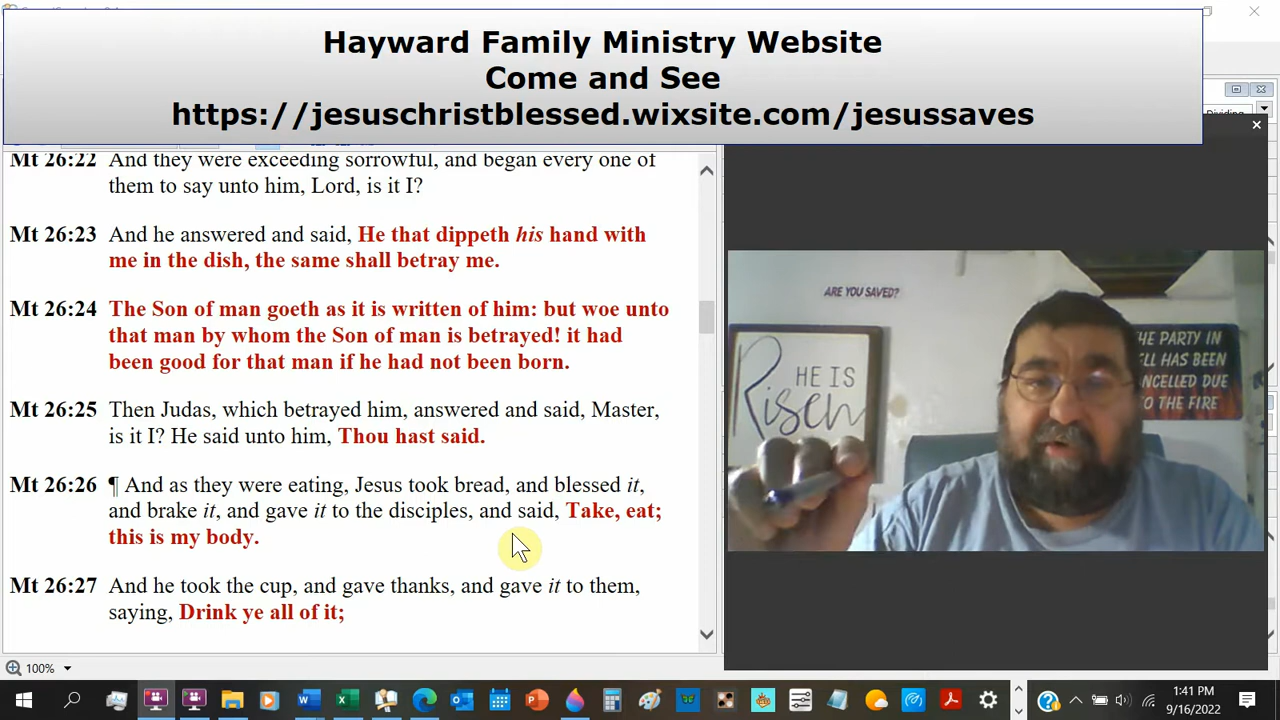 Hayward Family Ministry Website
Come and See
https://jesuschristblessed.wixsite.com/jesussaves
Dividing
Mt 26:22 And they were exceeding sorrowful, and began every one of
them to say unto him, Lord, is it I?
Mt 26:23 And he answered and said, He that dippeth his hand with
me in the dish, the same shall betray me.
Mt 26:24 The Son of man goeth as it is written of him: but woe unto
that man by whom the Son of man is betrayed! it had
been good for that man if he had not been born.
Mt 26:25 Then Judas, which betrayed him, answered and said, Master,
is it I? He said unto him, Thou hast said.
Mt 26:26 ¶ And as they were eating, Jesus took bread, and blessed it,
and brake it, and gave it to the disciples, and said, Take, eat;
this is my body.
Mt 26:27 And he took the cup, and gave thanks, and gave it to them,
saying, Drink ye all of it;
ARE YOU SAVED?
HE IS
Risen
HE PARTY IN
ELL HAS BEEN
NCELLED DUE
O THE FIRE
100%
1:41 PM
9/16/2022